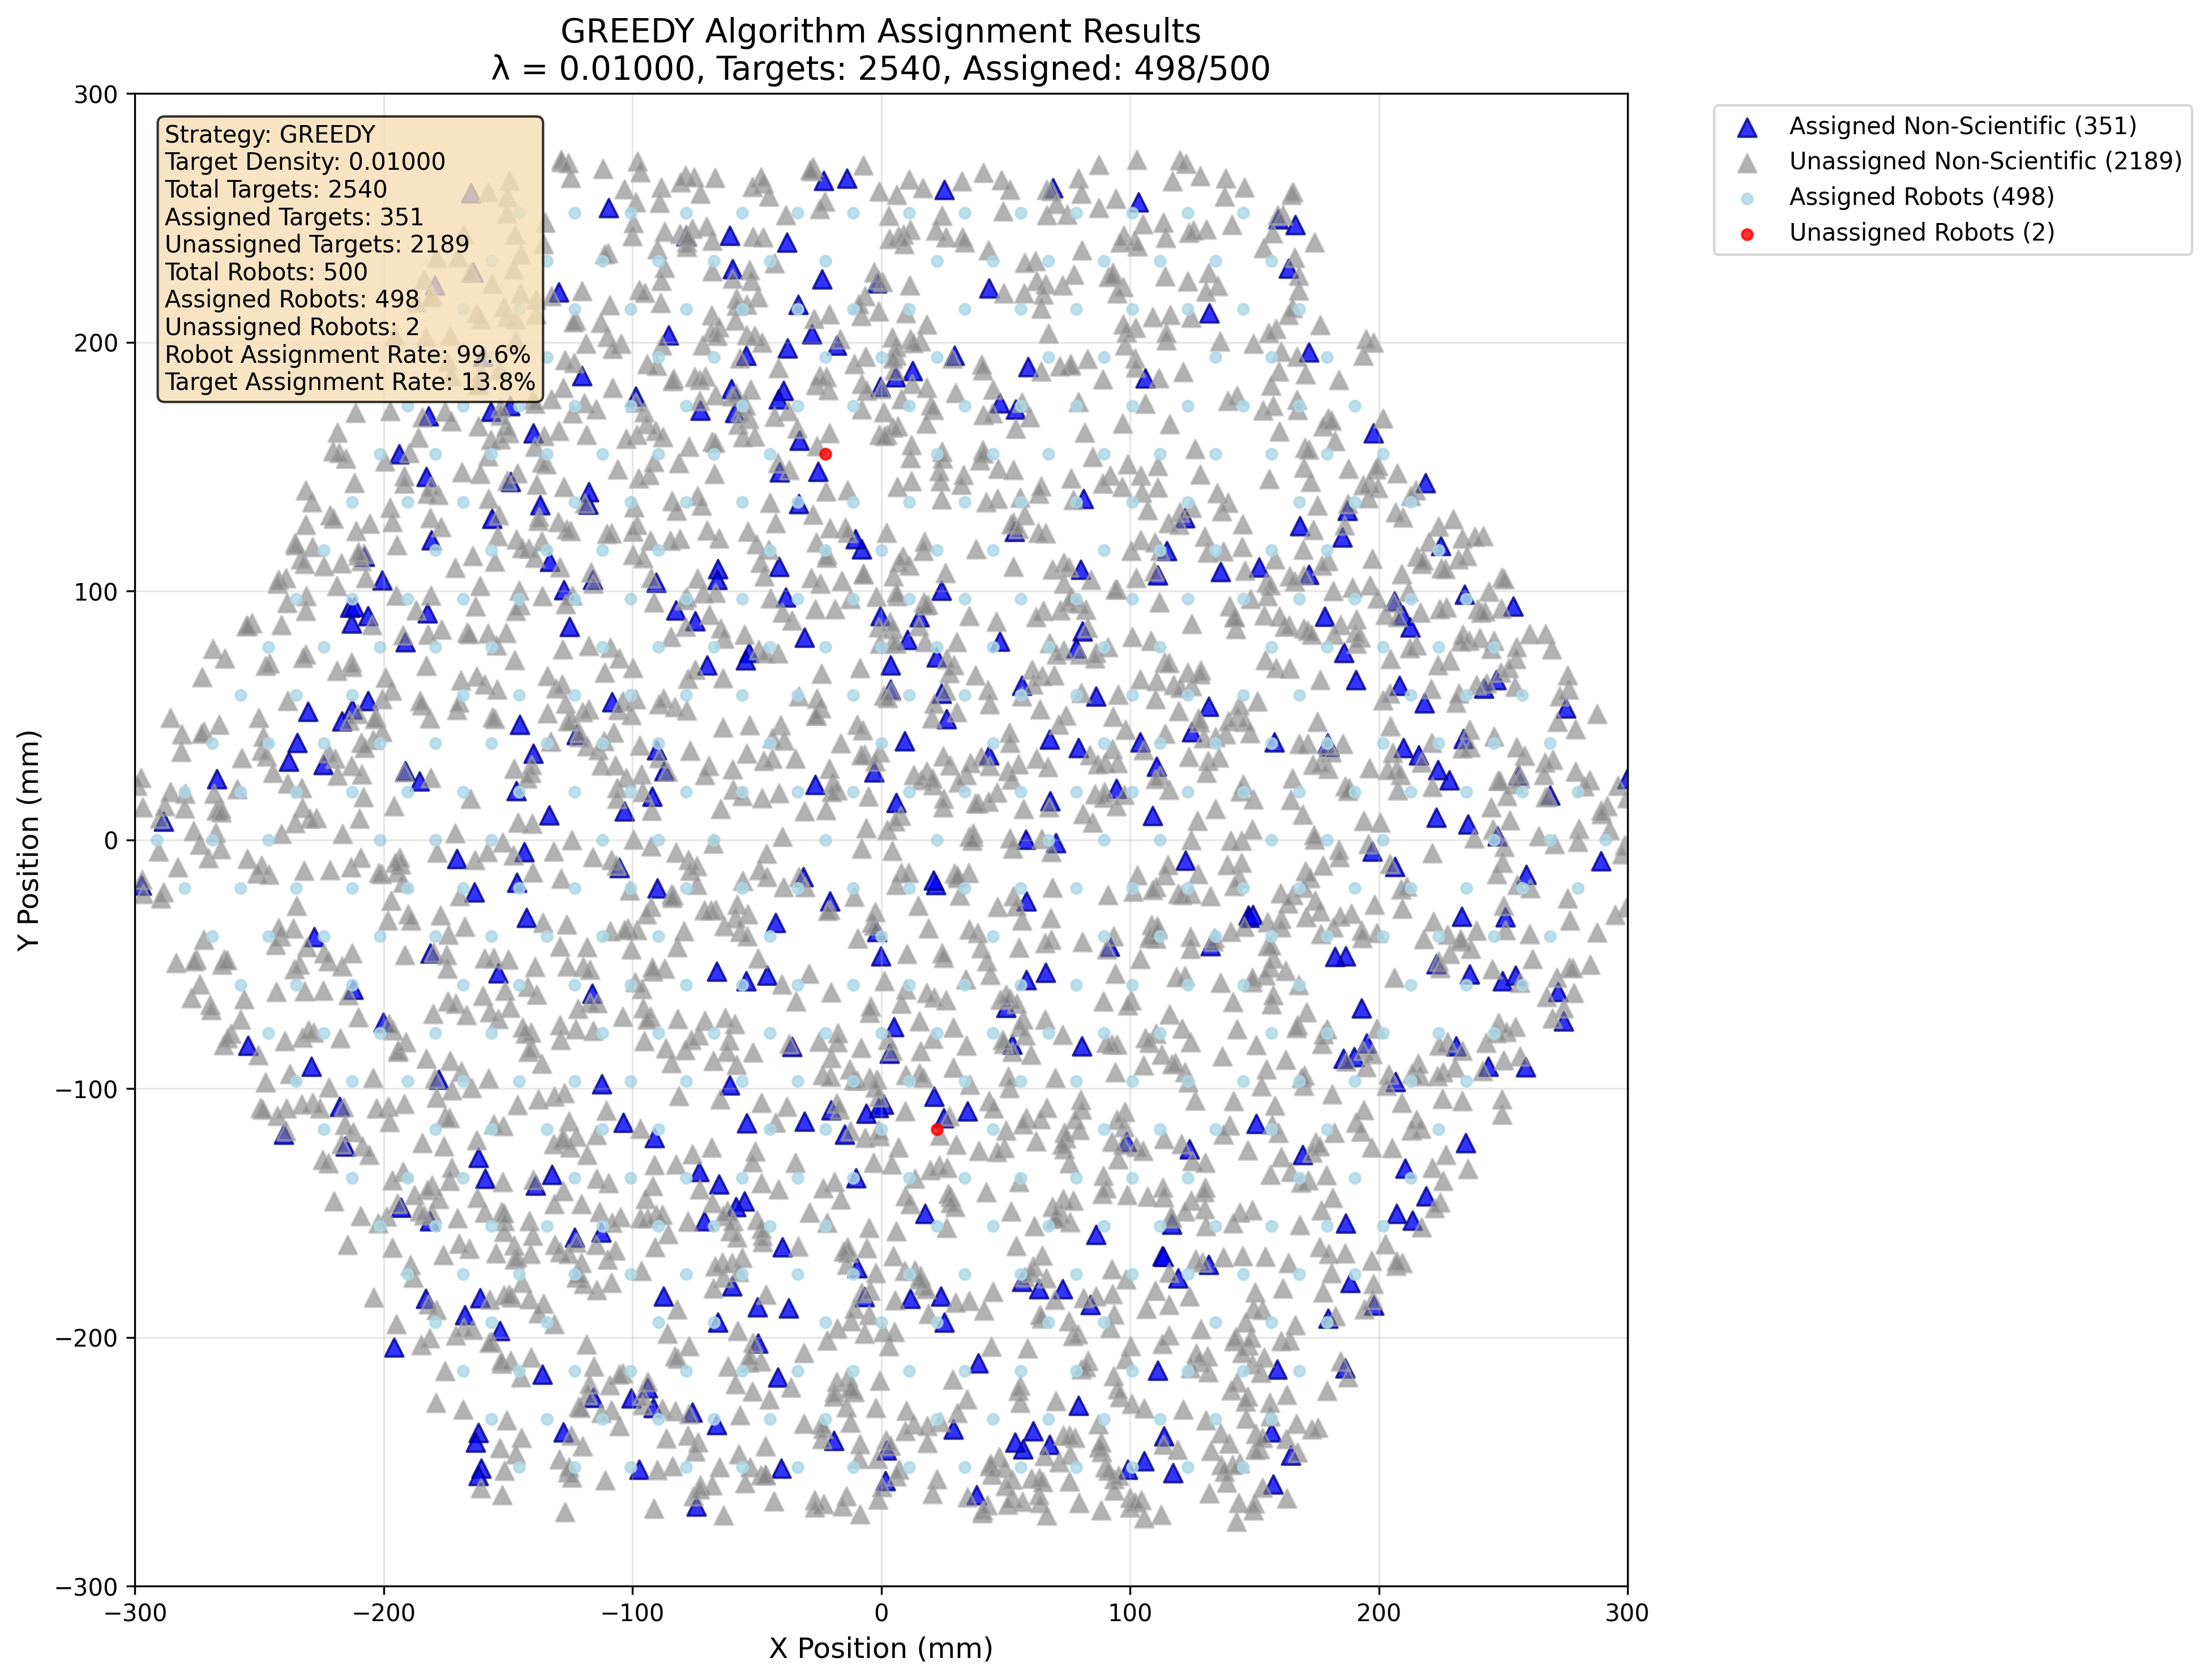 GREEDY Algorithm Assignment Results
λ = 0.01000, Targets: 2540, Assigned: 498/500
Strategy: GREEDY
Target Density: 0.01000
Total Targets: 2540
Assigned Targets: 351
Unassigned Targets: 2189
Total Robots: 500
Assigned Robots: 498
Unassigned Robots: 2
Robot Assignment Rate: 99.6%
Target Assignment Rate: 13.8%
Assigned Non-Scientific (351)
Unassigned Non-Scientific (2189)
Assigned Robots (498)
Unassigned Robots (2)
Y Position (mm)
300
200
100
0
−100
−200
−300
−300
−200
−100
0
100
200
300
X Position (mm)